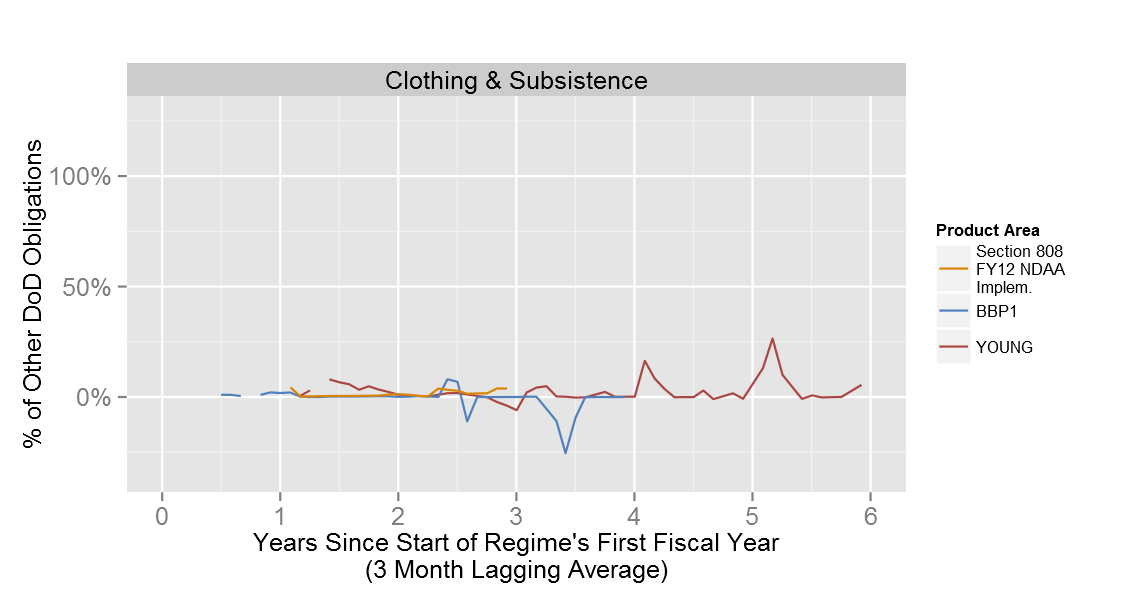 Clothing & Subsistence
% of Other DoD Obligations
100%
50%
0%
0 1 2 3 4 5 6
Years Since Start of Regime's First Fiscal Year
(3 Month Lagging Average)
Product Area
Section 808
FY12 NDAA
Implem.
BBP1
YOUNG